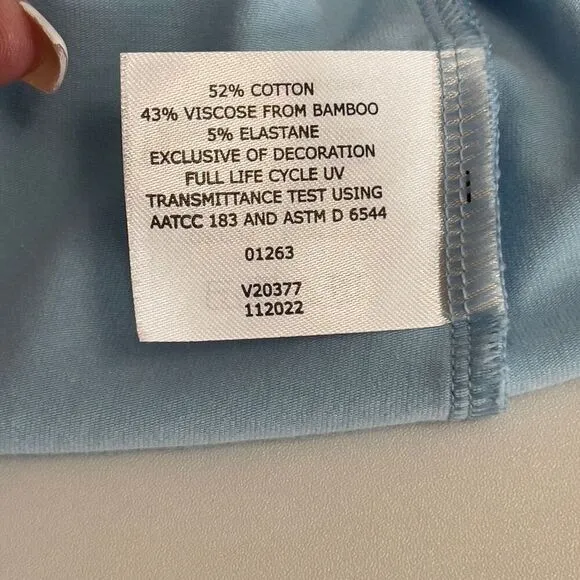 52% COTTON
43% VISCOSE FROM BAMBOO
5% ELASTANE
EXCLUSIVE OF DECORATION
FULL LIFE CYCLE UV
TRANSMITTANCE TEST USING
AATCC 183 AND ASTM D 6544
01263
V20377
112022